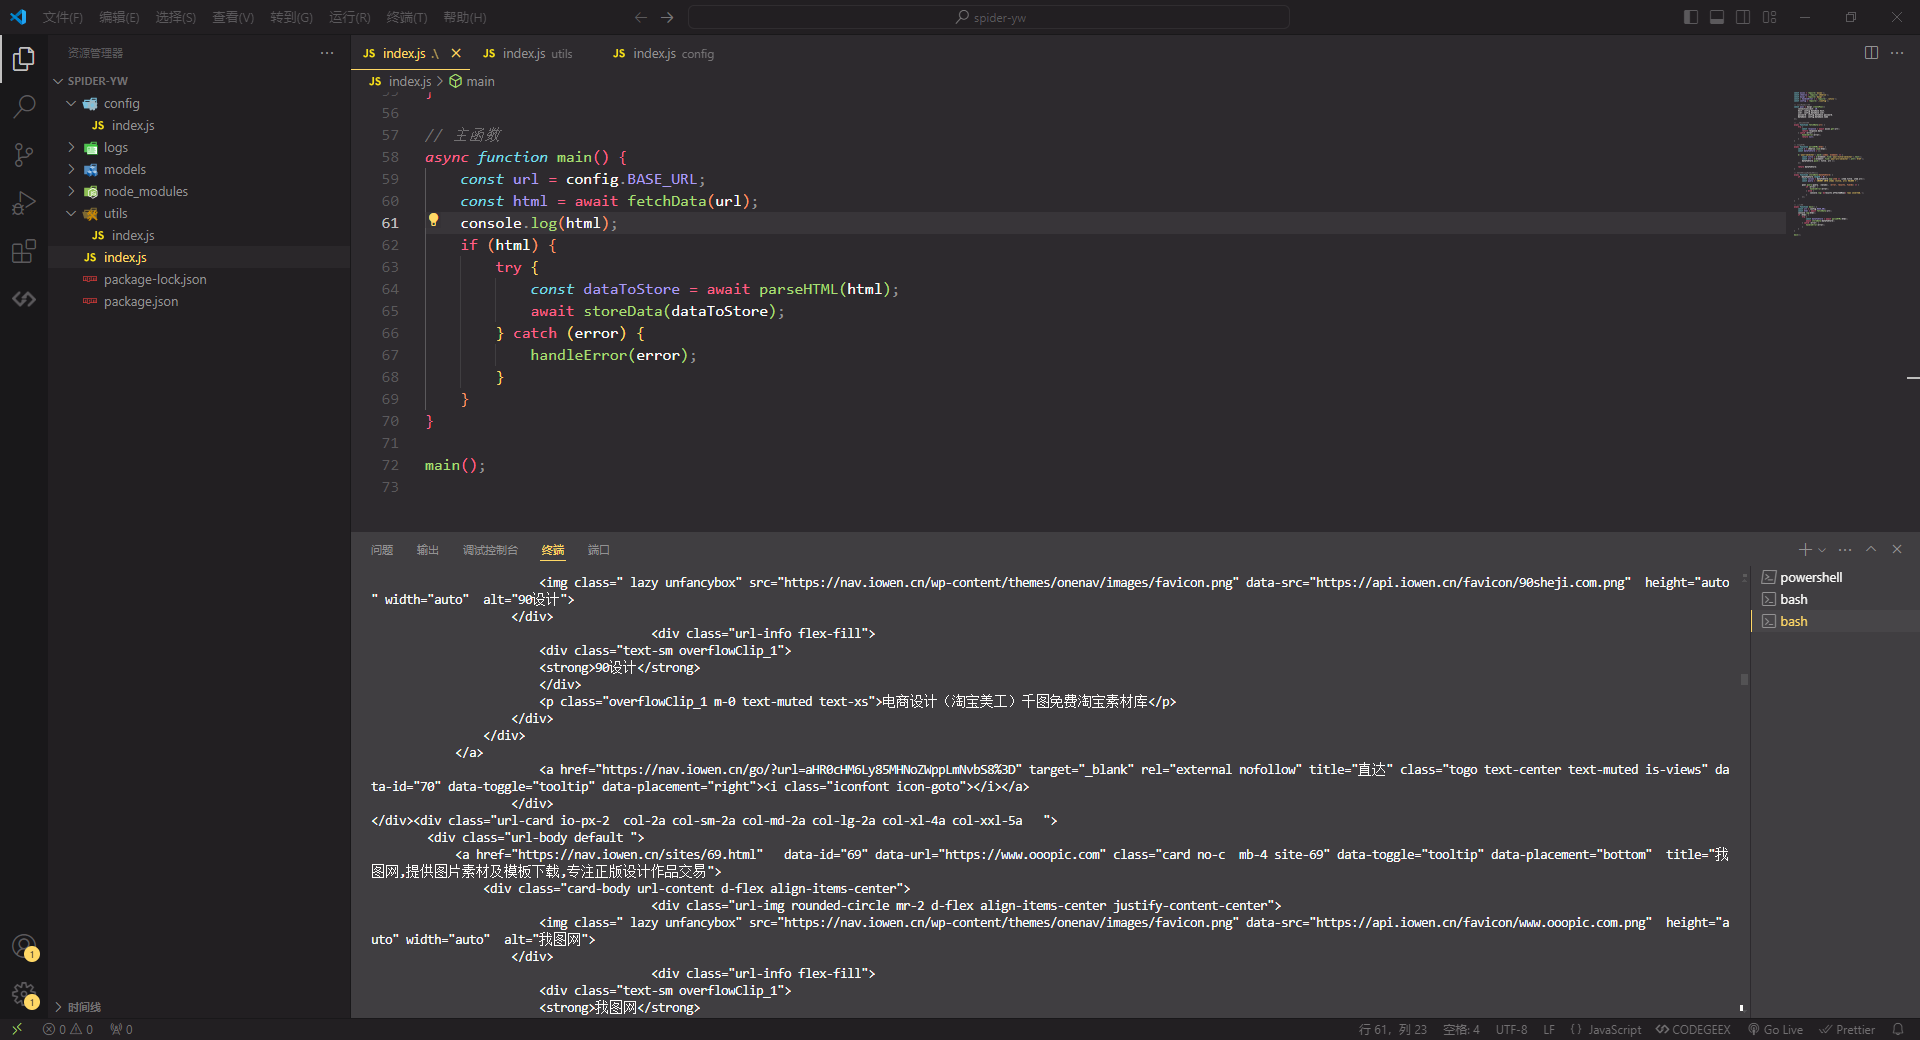 文件(F) 编辑(E) 选择(S) 查看(V) 转到(G) 运行(R) 终端(T) 帮助(H)
spider-yw
资源管理器
SPIDER-YW
config
JS index.js
logs
models
node_modules
utils
JS index.js
JS index.js
package-lock.json
package.json
时间线
JS index.js .\ JS index.js utils JS index.js config
JS index.js > main
55 }
56
57 // 主函数
58 async function main() {
59 const url = config.BASE_URL;
60 const html = await fetchData(url);
61 console.log(html);
62 if (html) {
63 try {
64 const dataToStore = await parseHTML(html);
65 await storeData(dataToStore);
66 } catch (error) {
67 handleError(error);
68 }
69 }
70 }
71
72 main();
73
问题 输出 调试控制台 终端 端口
<img class=" lazy unfancybox" src="https://nav.iowen.cn/wp-content/themes/onenav/images/favicon.png" data-src="https://api.iowen.cn/favicon/90sheji.com.png"  height="auto
" width="auto"  alt="90设计">
</div>
<div class="url-info flex-fill">
<div class="text-sm overflowClip_1">
<strong>90设计</strong>
</div>
<p class="overflowClip_1 m-0 text-muted text-xs">电商设计（淘宝美工）千图免费淘宝素材库</p>
</div>
</div>
</a>
<a href="https://nav.iowen.cn/go/?url=aHR0cHM6Ly85MHNoZWppLmNvbS8%3D" target="_blank" rel="external nofollow" title="直达" class="togo text-center text-muted is-views" da
ta-id="70" data-toggle="tooltip" data-placement="right"><i class="iconfont icon-goto"></i></a>
</div>
</div><div class="url-card io-px-2  col-2a col-sm-2a col-md-2a col-lg-2a col-xl-4a col-xxl-5a   ">
<div class="url-body default ">
<a href="https://nav.iowen.cn/sites/69.html"   data-id="69" data-url="https://www.ooopic.com" class="card no-c  mb-4 site-69" data-toggle="tooltip" data-placement="bottom"  title="我
图网,提供图片素材及模板下载,专注正版设计作品交易">
<div class="card-body url-content d-flex align-items-center">
<div class="url-img rounded-circle mr-2 d-flex align-items-center justify-content-center">
<img class=" lazy unfancybox" src="https://nav.iowen.cn/wp-content/themes/onenav/images/favicon.png" data-src="https://api.iowen.cn/favicon/www.ooopic.com.png"  height="a
uto" width="auto"  alt="我图网">
</div>
<div class="url-info flex-fill">
<div class="text-sm overflowClip_1">
<strong>我图网</strong>
powershell
bash
bash
1
1
0 0 0
行 61，列 23 空格: 4 UTF-8 LF {} JavaScript CODEGEEX Go Live Prettier